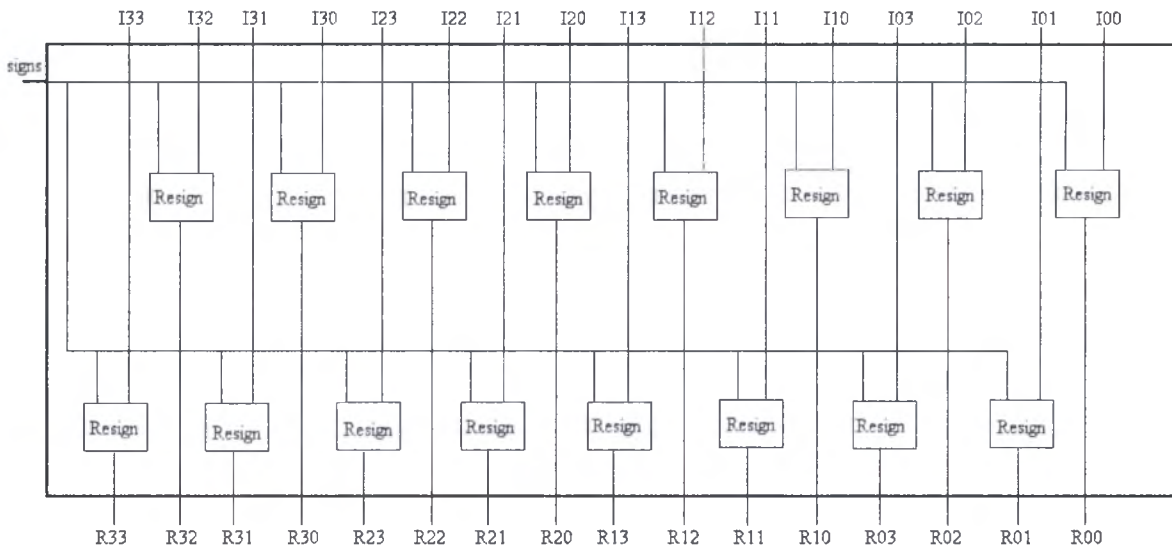 I33 I32 I31 I30 I23 I22 I21 I20 I13 I12 I11 I10 I03 I02 I01 I00
signs
Resign Resign Resign Resign Resign Resign Resign Resign
Resign Resign Resign Resign Resign Resign Resign Resign
R33 R32 R31 R30 R23 R22 R21 R20 R13 R12 R11 R10 R03 R02 R01 R00